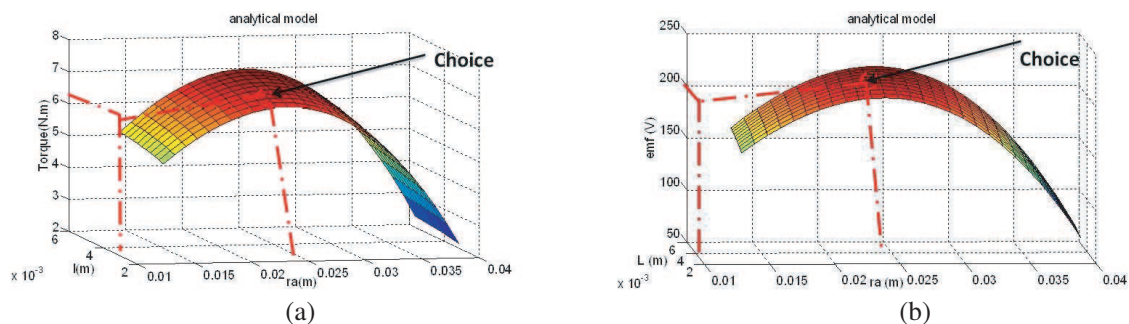 analytical model
8
7
6
5
4
3
2
Torque(N.m)
Choice
6
4
2
x 10⁻³
l(m)
0.01
0.015
0.02
0.025
0.03
0.035
0.04
ra(m)
(a)
analytical model
250
200
150
100
50
emf (V)
Choice
6
4
2
x 10⁻³
L (m)
0.01
0.015
0.02
0.025
0.03
0.035
0.04
ra(m)
(b)